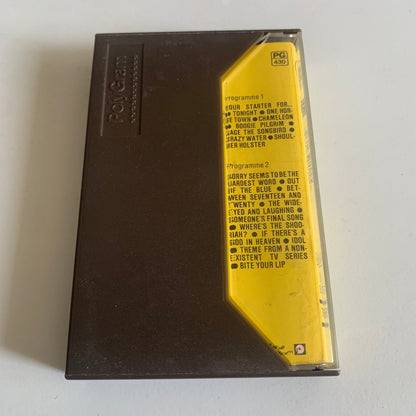 PolyGram
PG
430
Programme 1
YOUR STARTER FOR...
TONIGHT ● ONE HOR-
SE TOWN ● CHAMELEON
● BOOGIE PILGRIM ●
CAGE THE SONGBIRD ●
CRAZY WATER ● SHOUL-
DER HOLSTER
Programme 2
SORRY SEEMS TO BE THE
HARDEST WORD ● OUT
OF THE BLUE ● BET-
WEEN SEVENTEEN AND
TWENTY ● THE WIDE-
EYED AND LAUGHING ●
SOMEONE'S FINAL SONG
● WHERE'S THE SHOO-
RAH? ● IF THERE'S A
GOD IN HEAVEN ● IDOL
● THEME FROM A NON-
EXISTENT TV SERIES
● BITE YOUR LIP